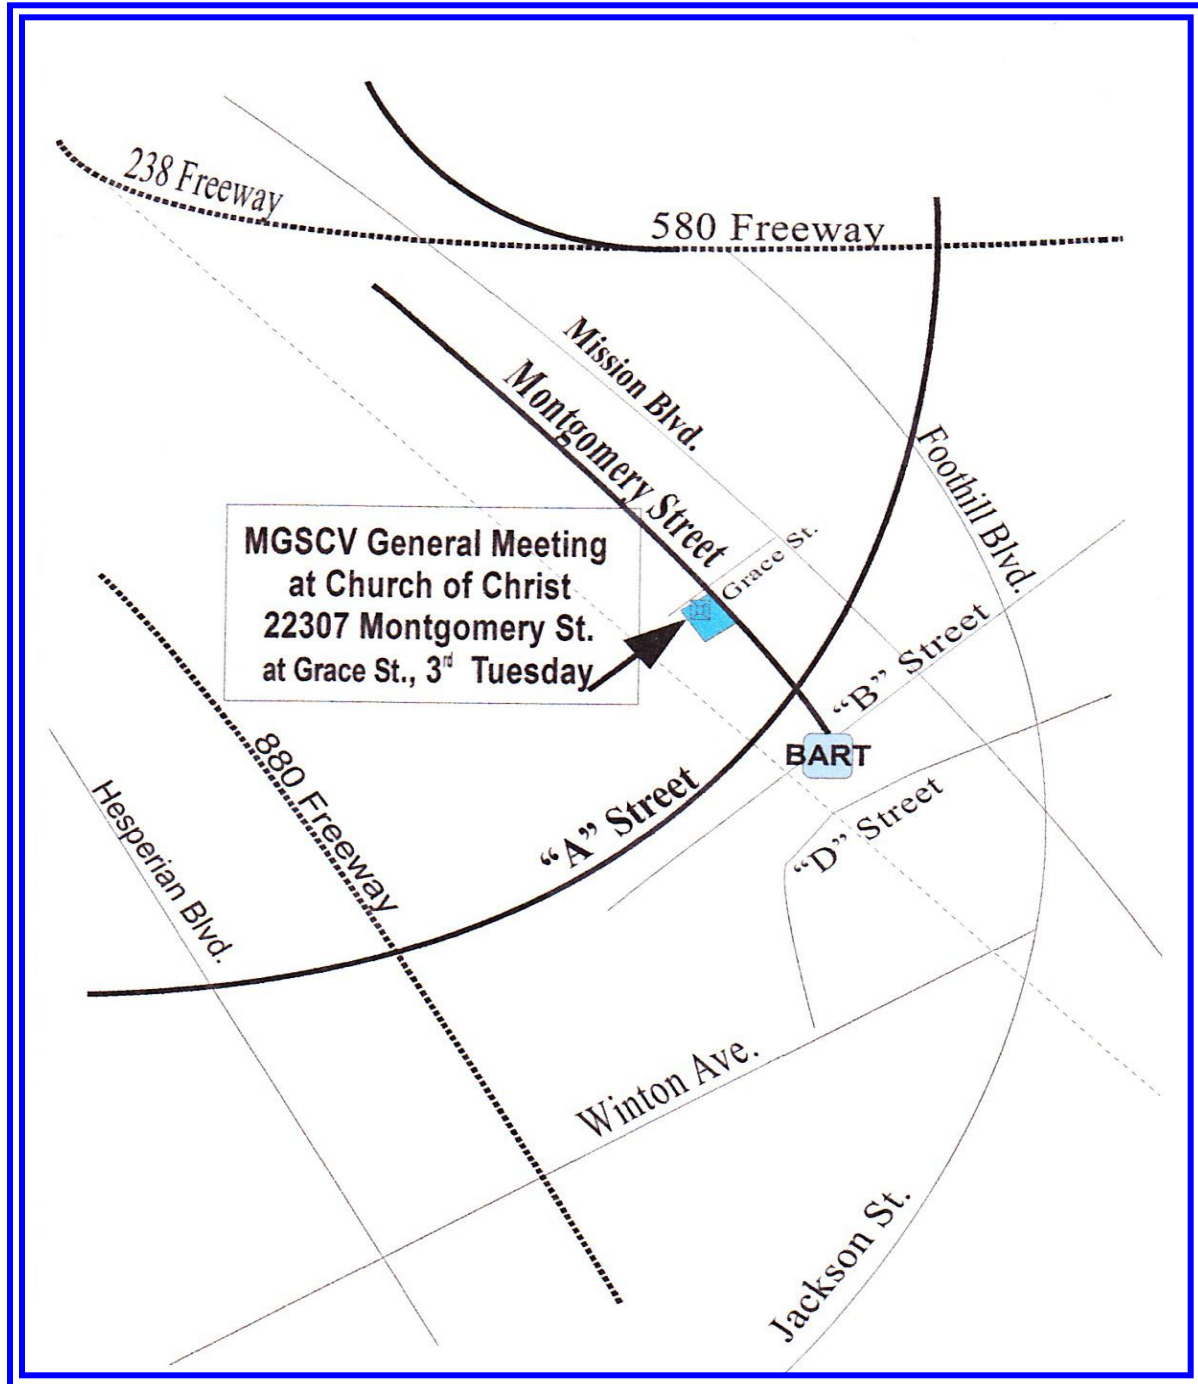 238 Freeway
580 Freeway
Mission Blvd.
Montgomery Street
Foothill Blvd.
Grace St.
MGSCV General Meeting
at Church of Christ
22307 Montgomery St.
at Grace St., 3rd Tuesday
“B” Street
BART
880 Freeway
“A” Street
“D” Street
Hesperian Blvd.
Winton Ave.
Jackson St.